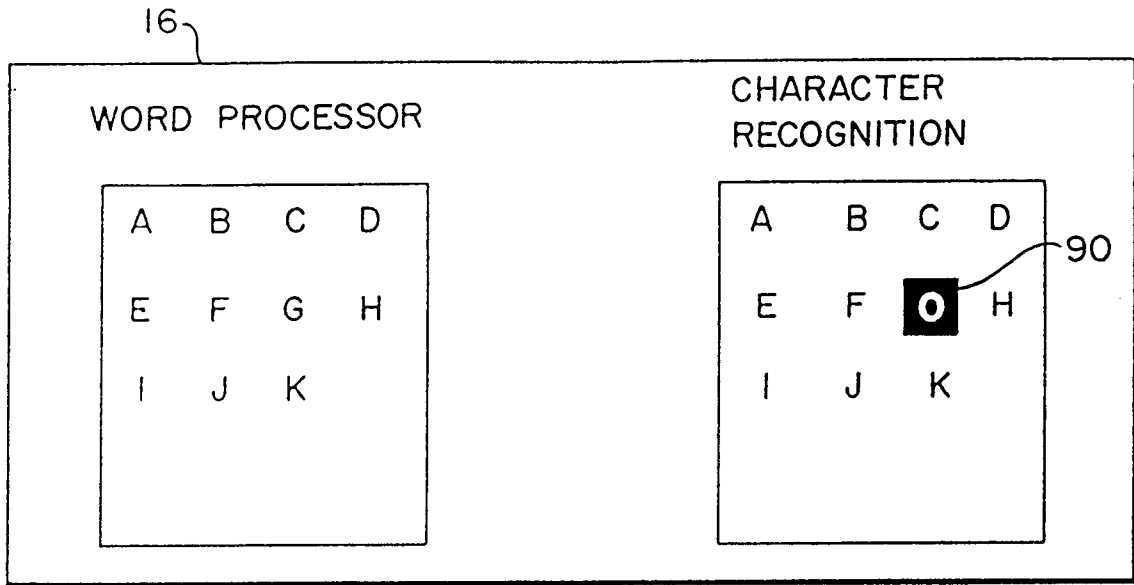 16
WORD PROCESSOR
A B C D
E F G H
I J K
CHARACTER
RECOGNITION
A B C D
E F O H
I J K
90